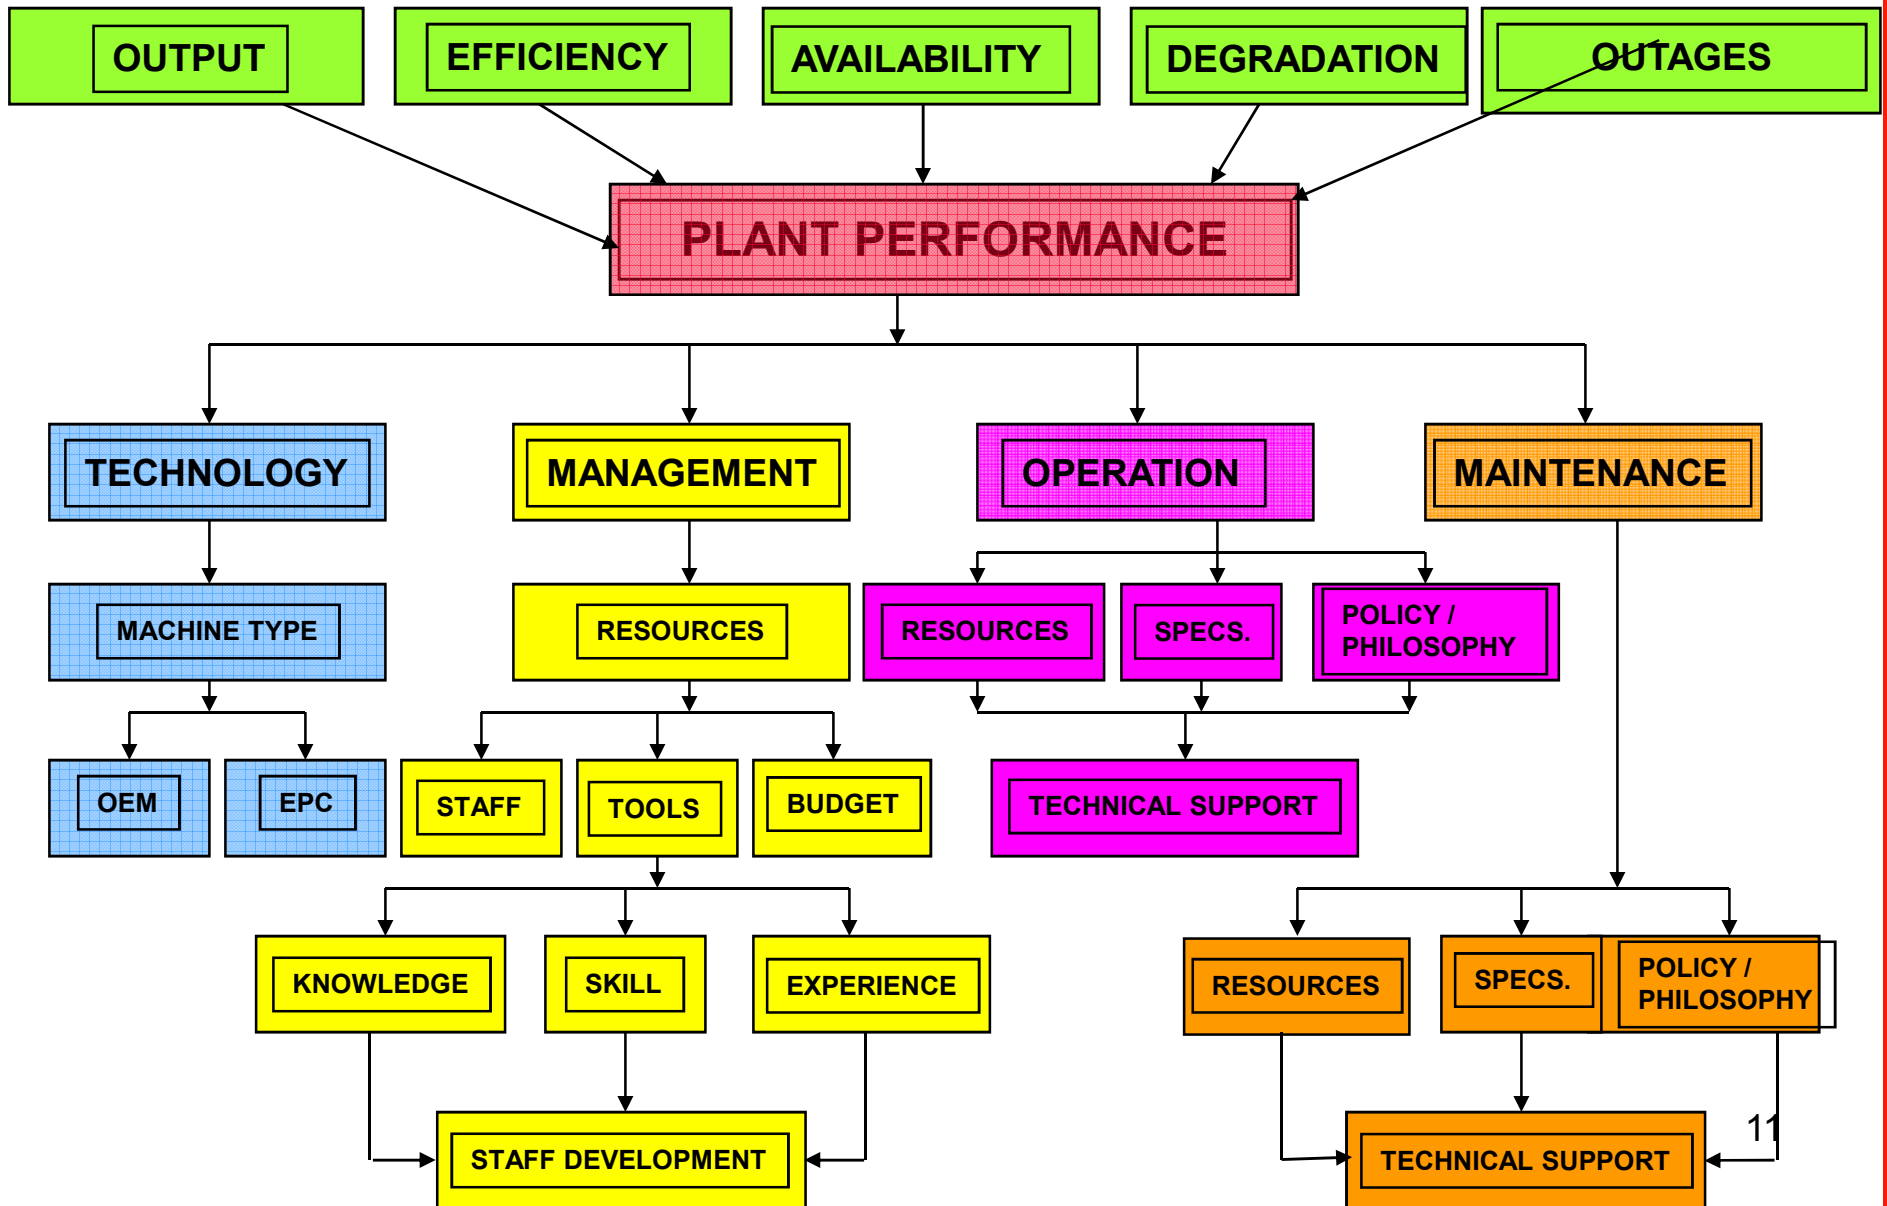 OUTPUT
EFFICIENCY
AVAILABILITY
DEGRADATION
OUTAGES
PLANT PERFORMANCE
TECHNOLOGY
MANAGEMENT
OPERATION
MAINTENANCE
MACHINE TYPE
RESOURCES
RESOURCES
SPECS.
POLICY /
PHILOSOPHY
OEM
EPC
STAFF
TOOLS
BUDGET
TECHNICAL SUPPORT
KNOWLEDGE
SKILL
EXPERIENCE
RESOURCES
SPECS.
POLICY /
PHILOSOPHY
STAFF DEVELOPMENT
TECHNICAL SUPPORT
11